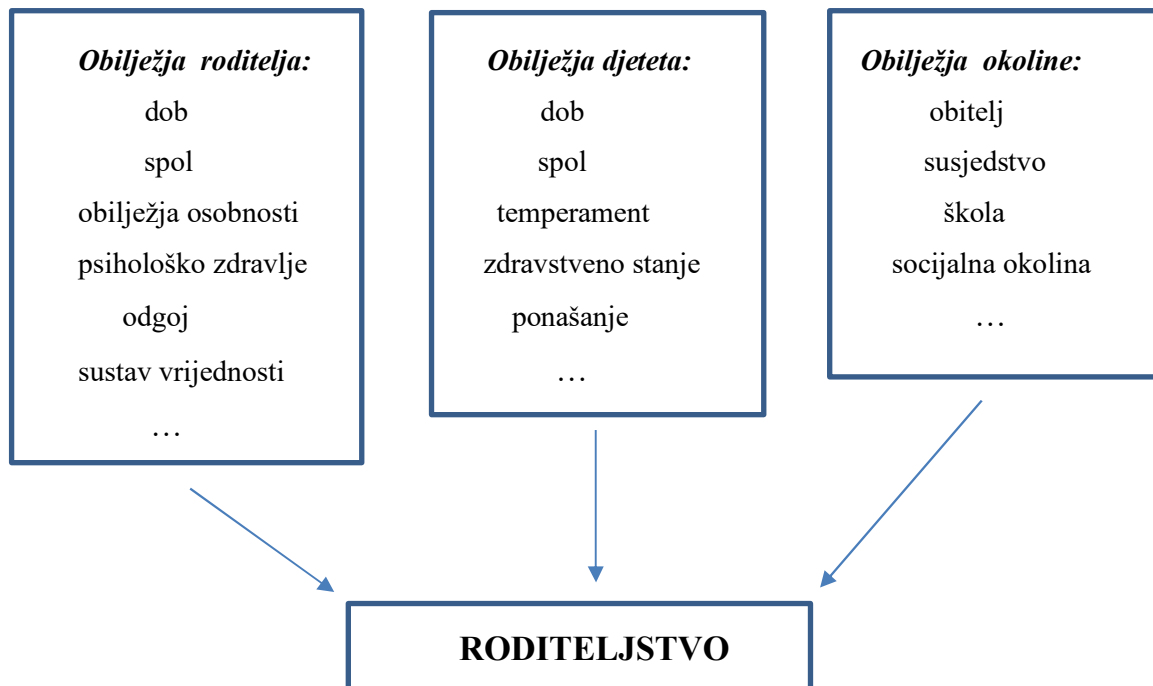 Obilježja roditelja:
dob
spol
obilježja osobnosti
psihološko zdravlje
odgoj
sustav vrijednosti
…
Obilježja djeteta:
dob
spol
temperament
zdravstveno stanje
ponašanje
…
Obilježja okoline:
obitelj
susjedstvo
škola
socijalna okolina
…
RODITELJSTVO